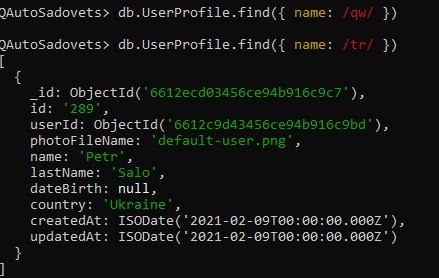 QAutoSadovets> db.UserProfile.find({ name: /qw/ })
QAutoSadovets> db.UserProfile.find({ name: /tr/ })
[
  {
    _id: ObjectId('6612ecd03456ce94b916c9c7'),
    id: '289',
    userId: ObjectId('6612c9d43456ce94b916c9bd'),
    photoFileName: 'default-user.png',
    name: 'Petr',
    lastName: 'Salo',
    dateBirth: null,
    country: 'Ukraine',
    createdAt: ISODate('2021-02-09T00:00:00.000Z'),
    updatedAt: ISODate('2021-02-09T00:00:00.000Z')
  }
]